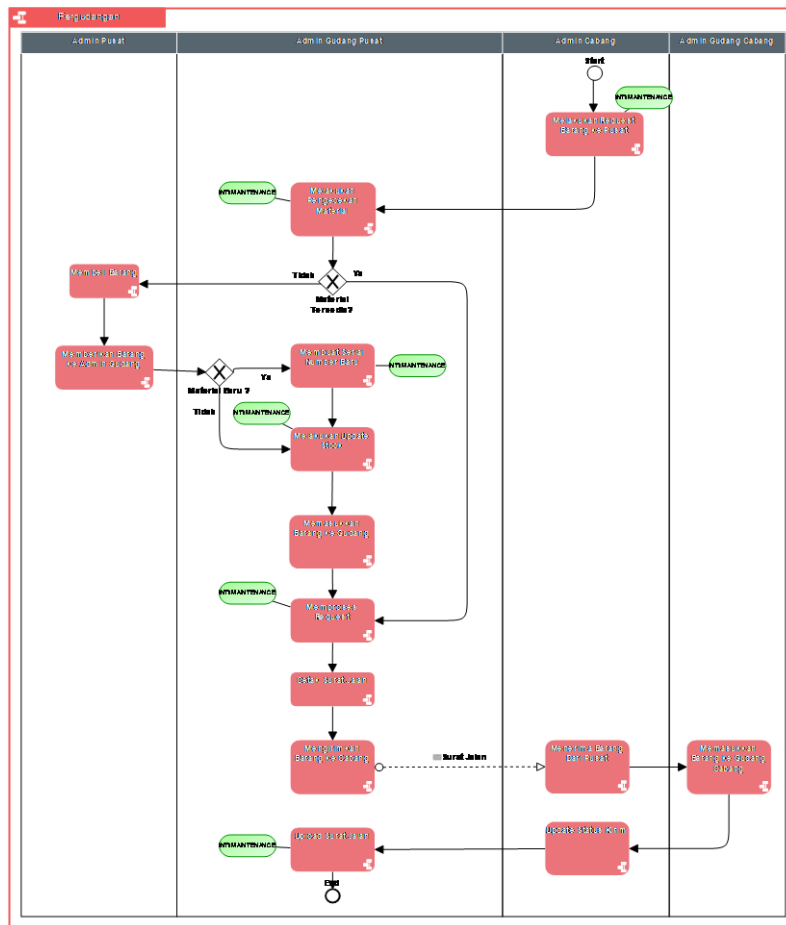 Pergudangan
Admin Pusat
Admin Gudang Pusat
Admin Cabang
Admin Gudang Cabang
Start
INTIMAINTENANCE
Melakukan Request
Barang ke Pusat
INTIMAINTENANCE
Melakukan
Pengecekan
Material
Tidak
Ya
Membeli Barang
Material
Tersedia?
Memberikan Barang
ke Admin Gudang
Membuat Serial
Number Baru
INTIMAINTENANCE
Ya
Material Baru ?
Tidak
INTIMAINTENANCE
Melakukan Update
Stock
Memasukkan
Barang ke Gudang
INTIMAINTENANCE
Memproses
Request
Cetak Surat Jalan
Mengirimkan
Barang ke Cabang
Surat Jalan
Menerima Barang
Dari Pusat
Memasukkan
Barang ke Gudang
Cabang
INTIMAINTENANCE
Upload Surat Jalan
Update Status Kirim
End